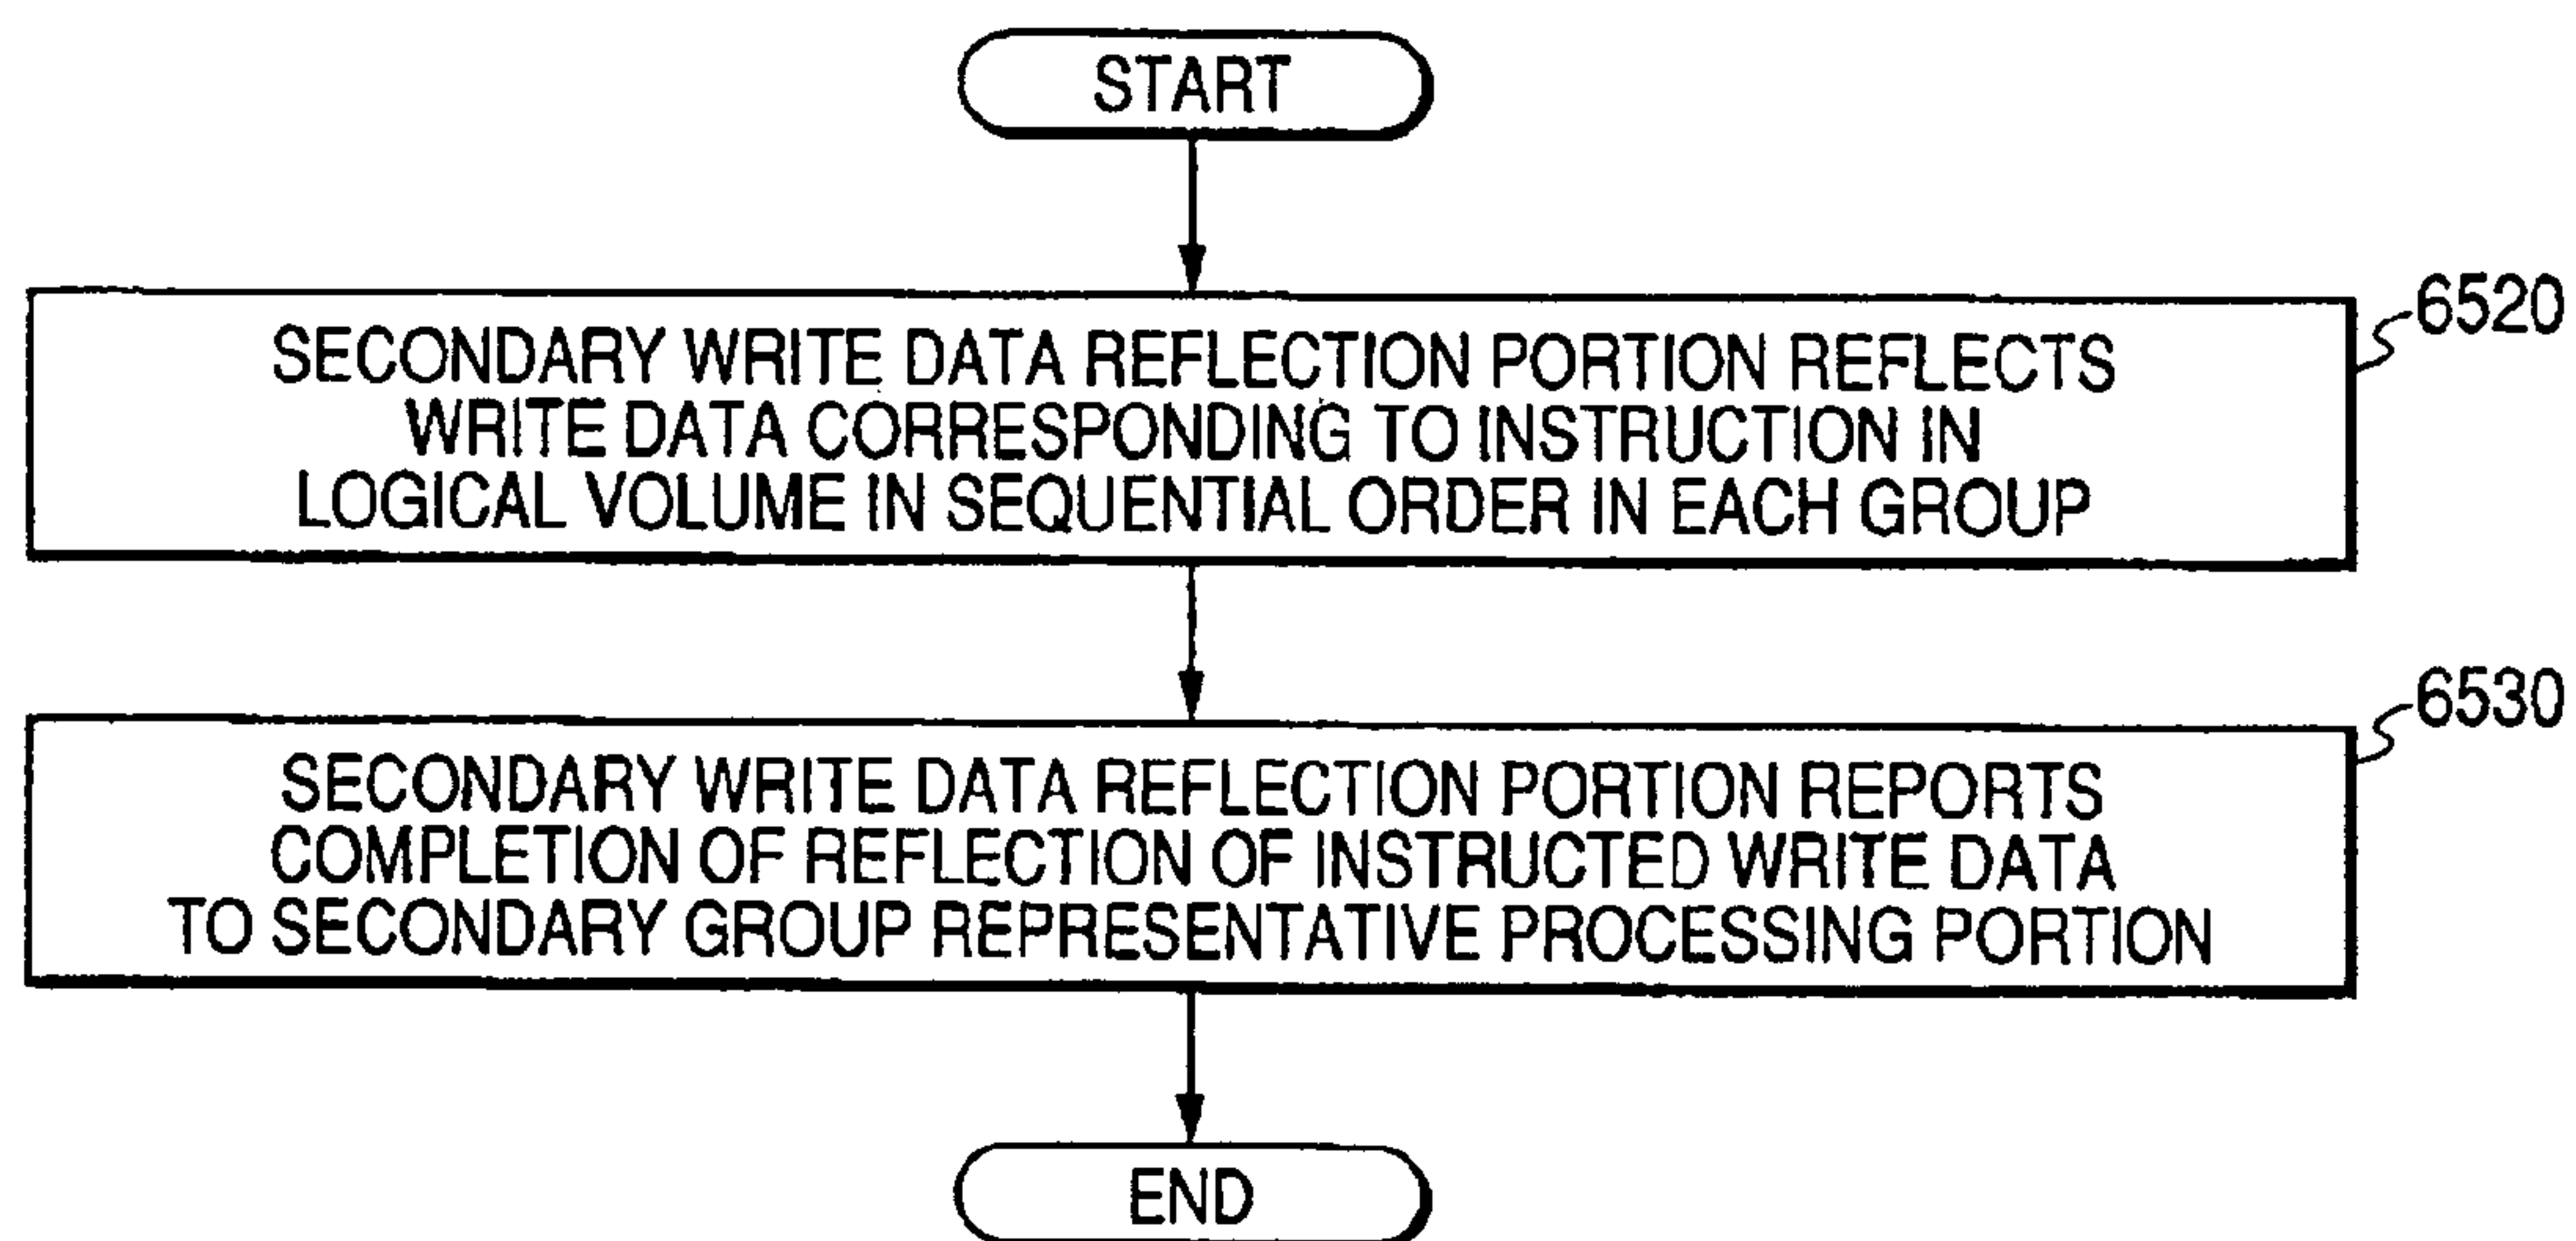 START
6520
SECONDARY WRITE DATA REFLECTION PORTION REFLECTS
WRITE DATA CORRESPONDING TO INSTRUCTION IN
LOGICAL VOLUME IN SEQUENTIAL ORDER IN EACH GROUP
6530
SECONDARY WRITE DATA REFLECTION PORTION REPORTS
COMPLETION OF REFLECTION OF INSTRUCTED WRITE DATA
TO SECONDARY GROUP REPRESENTATIVE PROCESSING PORTION
END